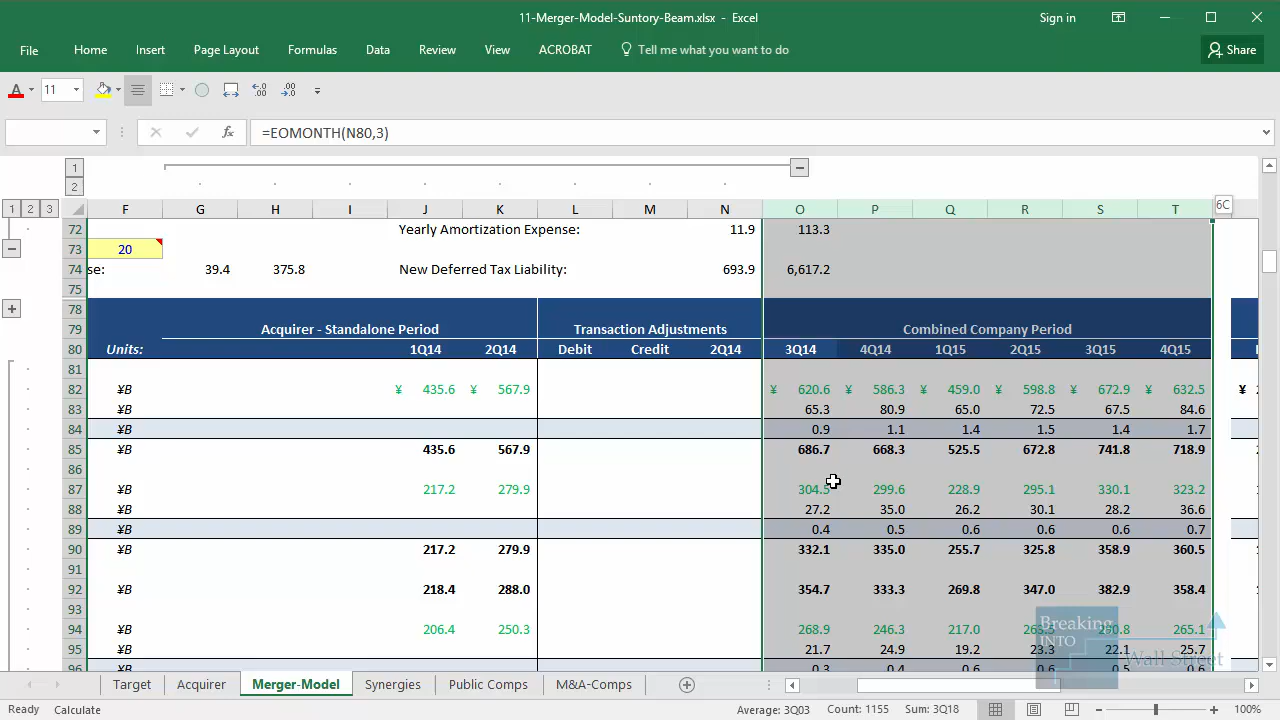 11-Merger-Model-Suntory-Beam.xlsx - Excel
Sign in
File Home Insert Page Layout Formulas Data Review View ACROBAT Tell me what you want to do Share
A 11
=EOMONTH(N80,3)
1
2
1 2 3 F G H I J K L M N O P Q R S T 6C
72 Yearly Amortization Expense: 11.9 113.3
73 20
74 se: 39.4 375.8 New Deferred Tax Liability: 693.9 6,617.2
75
78
79 Acquirer - Standalone Period Transaction Adjustments Combined Company Period
80 Units: 1Q14 2Q14 Debit Credit 2Q14 3Q14 4Q14 1Q15 2Q15 3Q15 4Q15
81
82 ¥B ¥ 435.6 ¥ 567.9 ¥ 620.6 ¥ 586.3 ¥ 459.0 ¥ 598.8 ¥ 672.9 ¥ 632.5 ¥
83 ¥B 65.3 80.9 65.0 72.5 67.5 84.6
84 ¥B 0.9 1.1 1.4 1.5 1.4 1.7
85 ¥B 435.6 567.9 686.7 668.3 525.5 672.8 741.8 718.9
86
87 ¥B 217.2 279.9 304.5 299.6 228.9 295.1 330.1 323.2
88 ¥B 27.2 35.0 26.2 30.1 28.2 36.6
89 ¥B 0.4 0.5 0.6 0.6 0.6 0.7
90 ¥B 217.2 279.9 332.1 335.0 255.7 325.8 358.9 360.5
91
92 ¥B 218.4 288.0 354.7 333.3 269.8 347.0 382.9 358.4
93
94 ¥B 206.4 250.3 268.9 246.3 217.0 265.1
95 ¥B 21.7 24.9 19.2 23.3 22.1 25.7
96 ¥B 0.3 0.4 0.6 0.6 0.6
Breaking
INTO
Wall Street
Target Acquirer Merger-Model Synergies Public Comps M&A-Comps
Ready Calculate Average: 3Q03 Count: 1155 Sum: 3Q18 100%